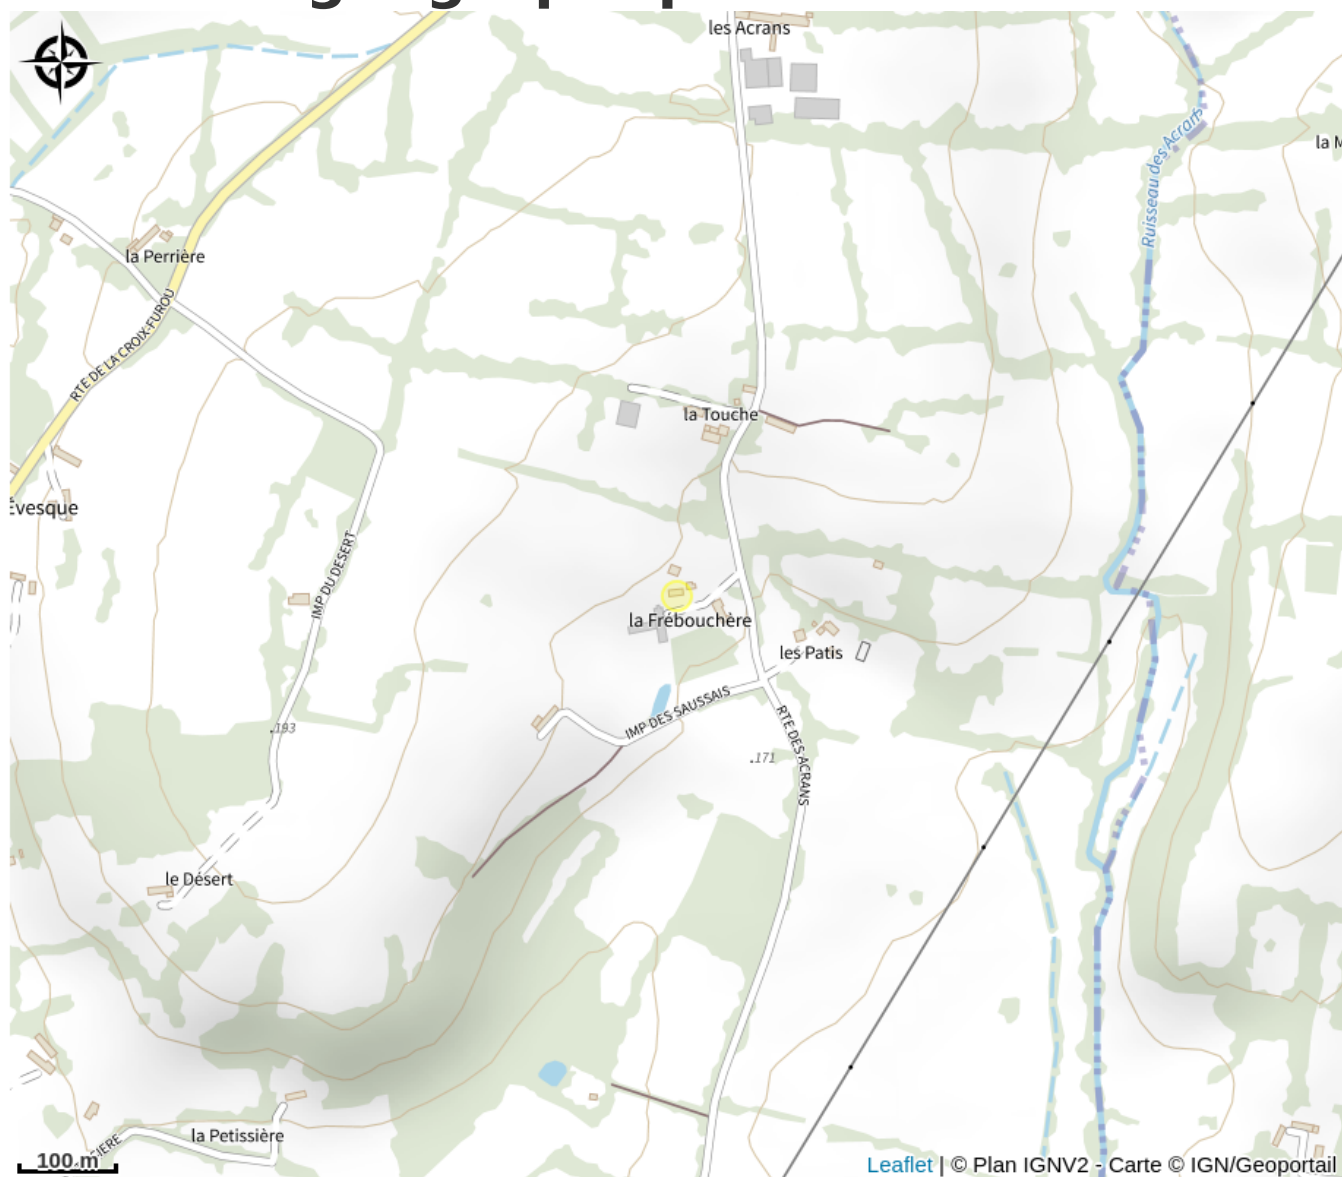 les Acrans
Ruisseau des Acrans
la M
la Perrière
RTE DE LA CROIX-FUROU
la Touche
Évesque
IMP DU DESERT
la Frébouchère
les Patis
IMP DES SAUSSAIS
RTE DES ACRANS
.193
.171
le Désert
la Petissière
SIERE
100 m
Leaflet | © Plan IGNV2 - Carte © IGN/Geoportail